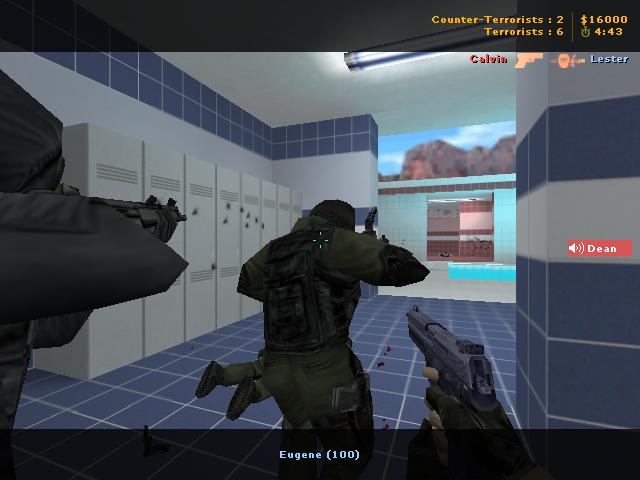 Counter-Terrorists : 2 $16000
Terrorists : 6 4:43
Calvin Lester
Dean
Eugene (100)